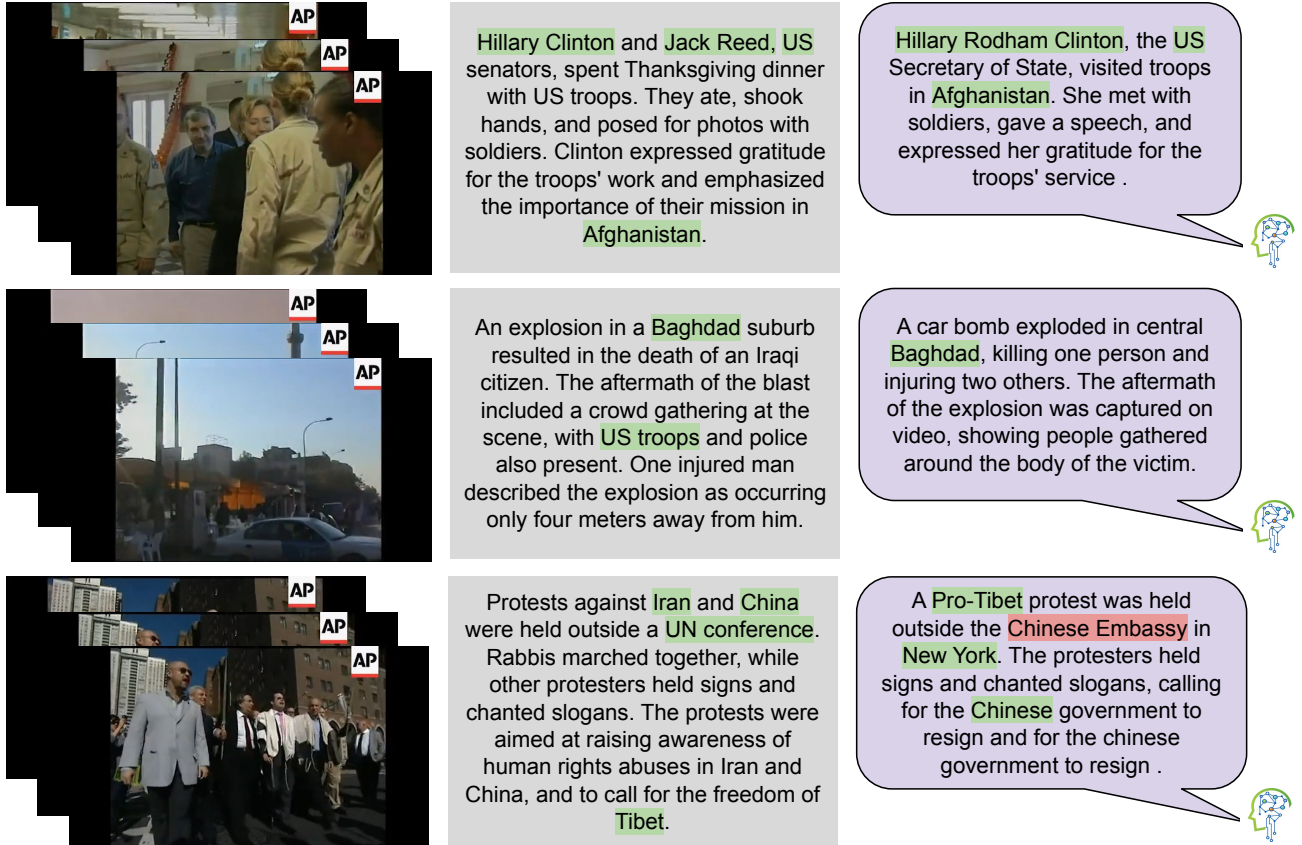 AP
AP
AP
Hillary Clinton and Jack Reed, US
senators, spent Thanksgiving dinner
with US troops. They ate, shook
hands, and posed for photos with
soldiers. Clinton expressed gratitude
for the troops' work and emphasized
the importance of their mission in
Afghanistan.
Hillary Rodham Clinton, the US
Secretary of State, visited troops
in Afghanistan. She met with
soldiers, gave a speech, and
expressed her gratitude for the
troops' service .
AP
AP
AP
An explosion in a Baghdad suburb
resulted in the death of an Iraqi
citizen. The aftermath of the blast
included a crowd gathering at the
scene, with US troops and police
also present. One injured man
described the explosion as occurring
only four meters away from him.
A car bomb exploded in central
Baghdad, killing one person and
injuring two others. The aftermath
of the explosion was captured on
video, showing people gathered
around the body of the victim.
AP
AP
AP
Protests against Iran and China
were held outside a UN conference.
Rabbis marched together, while
other protesters held signs and
chanted slogans. The protests were
aimed at raising awareness of
human rights abuses in Iran and
China, and to call for the freedom of
Tibet.
A Pro-Tibet protest was held
outside the Chinese Embassy in
New York. The protesters held
signs and chanted slogans, calling
for the Chinese government to
resign and for the chinese
government to resign .